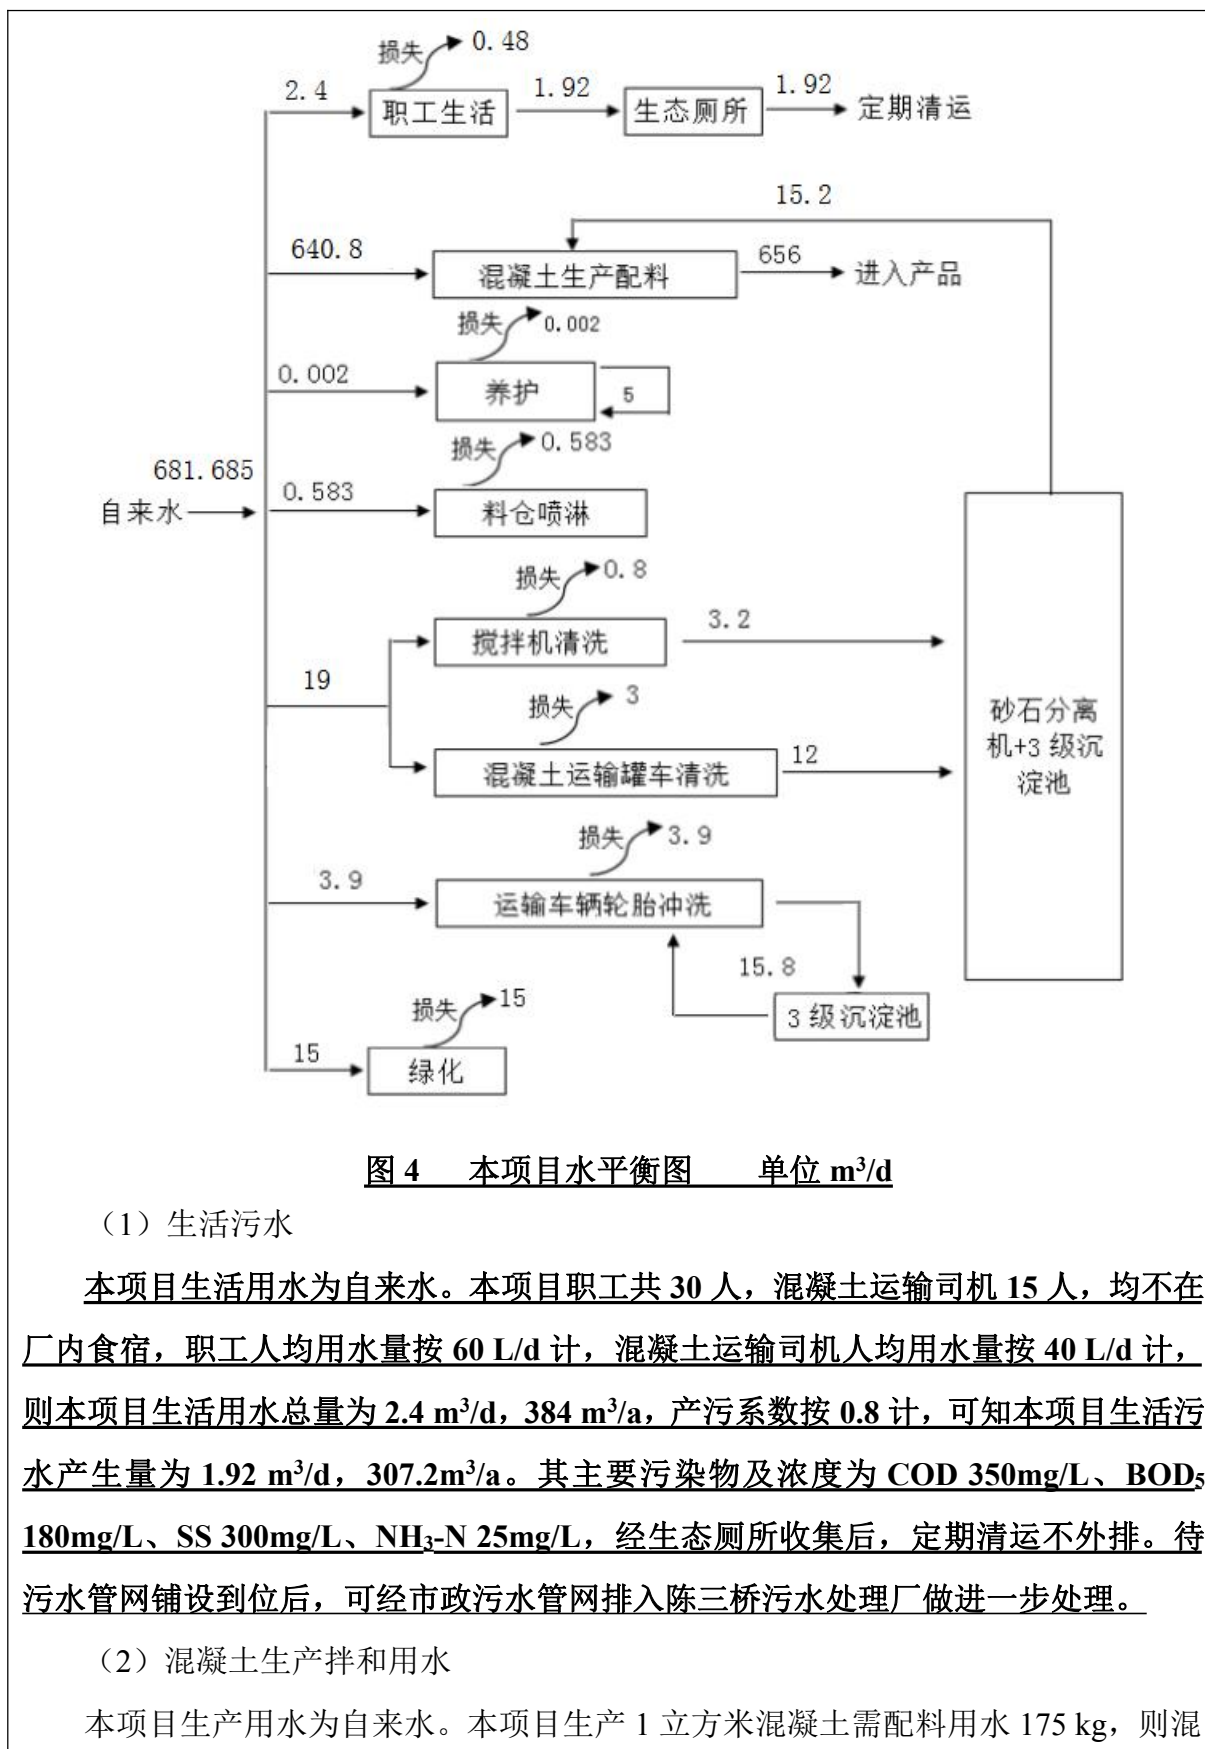 损失 0.48
2.4 职工生活 1.92 生态厕所 1.92 定期清运
15.2
640.8 混凝土生产配料 656 进入产品
损失 0.002
0.002 养护 5
损失 0.583
681.685
自来水 0.583 料仓喷淋
损失 0.8
搅拌机清洗 3.2
19
损失 3
混凝土运输罐车清洗 12
砂石分离
机+3 级沉
淀池
损失 3.9
3.9 运输车辆轮胎冲洗
15.8
3 级沉淀池
损失 15
15 绿化
图 4 本项目水平衡图 单位 m³/d
（1）生活污水
本项目生活用水为自来水。本项目职工共 30 人，混凝土运输司机 15 人，均不在
厂内食宿，职工人均用水量按 60 L/d 计，混凝土运输司机人均用水量按 40 L/d 计，
则本项目生活用水总量为 2.4 m³/d，384 m³/a，产污系数按 0.8 计，可知本项目生活污
水产生量为 1.92 m³/d，307.2m³/a。其主要污染物及浓度为 COD 350mg/L、BOD₅
180mg/L、SS 300mg/L、NH₃-N 25mg/L，经生态厕所收集后，定期清运不外排。待
污水管网铺设到位后，可经市政污水管网排入陈三桥污水处理厂做进一步处理。
（2）混凝土生产拌和用水
本项目生产用水为自来水。本项目生产 1 立方米混凝土需配料用水 175 kg，则混